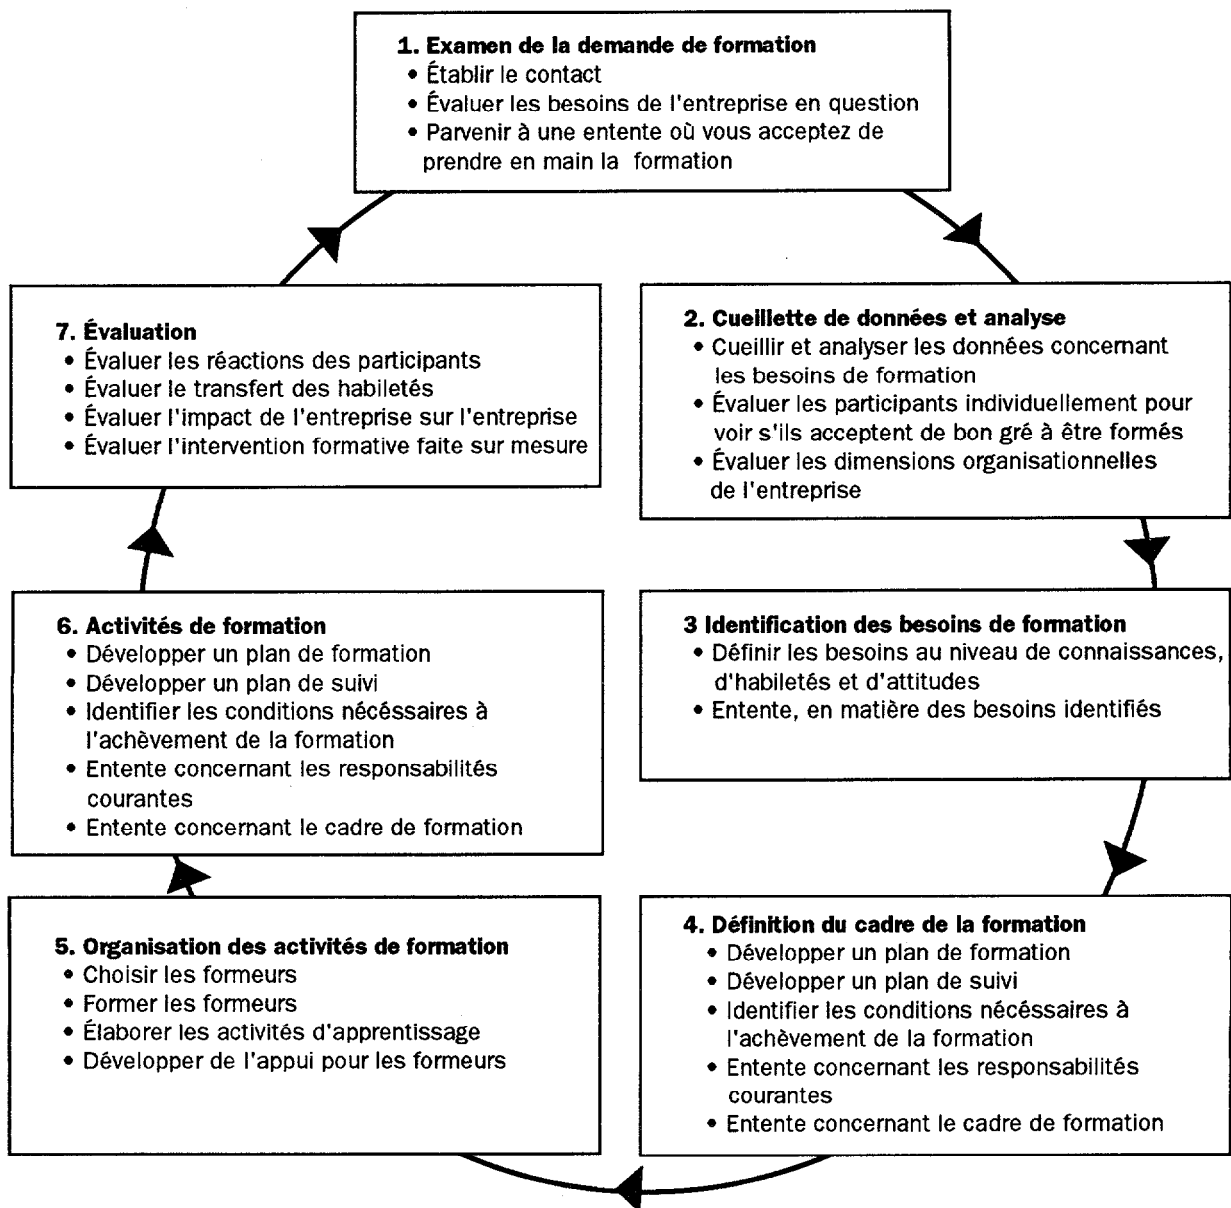 1. Examen de la demande de formation
• Établir le contact
• Évaluer les besoins de l'entreprise en question
• Parvenir à une entente où vous acceptez de
prendre en main la formation
2. Cueillette de données et analyse
• Cueillir et analyser les données concernant
les besoins de formation
• Évaluer les participants individuellement pour
voir s'ils acceptent de bon gré à être formés
• Évaluer les dimensions organisationnelles
de l'entreprise
3 Identification des besoins de formation
• Définir les besoins au niveau de connaissances,
d'habiletés et d'attitudes
• Entente, en matière des besoins identifiés
4. Définition du cadre de la formation
• Développer un plan de formation
• Développer un plan de suivi
• Identifier les conditions nécéssaires à
l'achèvement de la formation
• Entente concernant les responsabilités
courantes
• Entente concernant le cadre de formation
5. Organisation des activités de formation
• Choisir les formeurs
• Former les formeurs
• Élaborer les activités d'apprentissage
• Développer de l'appui pour les formeurs
6. Activités de formation
• Développer un plan de formation
• Développer un plan de suivi
• Identifier les conditions nécéssaires à
l'achèvement de la formation
• Entente concernant les responsabilités
courantes
• Entente concernant le cadre de formation
7. Évaluation
• Évaluer les réactions des participants
• Évaluer le transfert des habiletés
• Évaluer l'impact de l'entreprise sur l'entreprise
• Évaluer l'intervention formative faite sur mesure